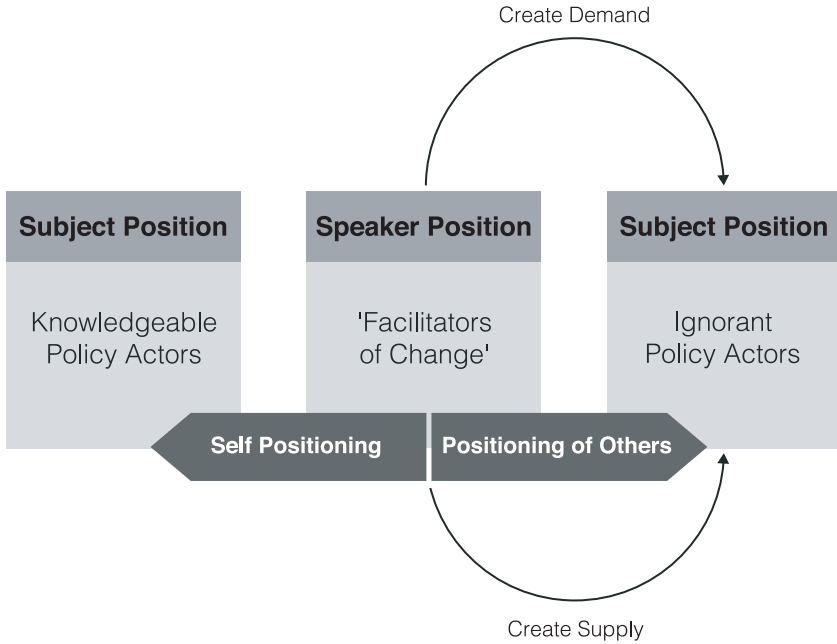 Create Demand
Subject Position
Speaker Position
Subject Position
Knowledgeable
Policy Actors
'Facilitators
of Change'
Ignorant
Policy Actors
Self Positioning
Positioning of Others
Create Supply